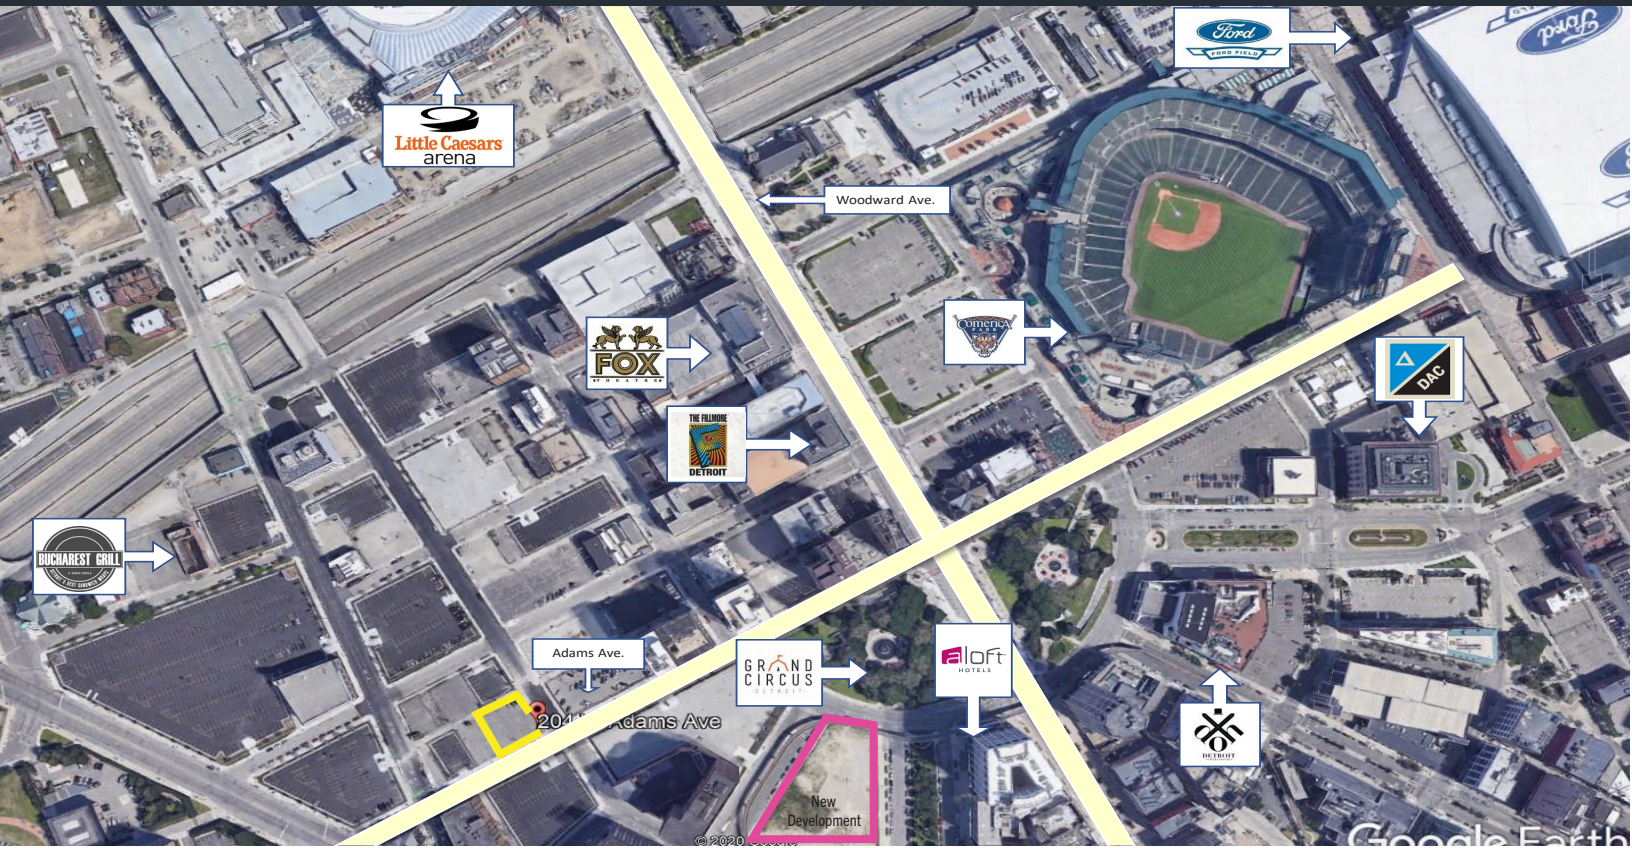 Ford
FORD FIELD
Ford
Little Caesars
arena
Woodward Ave.
COMERICA
PARK
FOX
THEATRE
DAC
THE FILLMORE
DETROIT
BUCHAREST GRILL
Adams Ave.
GRAND
CIRCUS
DETROIT
aloft
HOTELS
Adams Ave
DETROIT
New
Development
© 2020
Google Earth